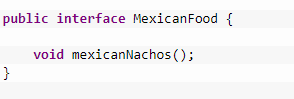 public interface MexicanFood {
void mexicanNachos();
}